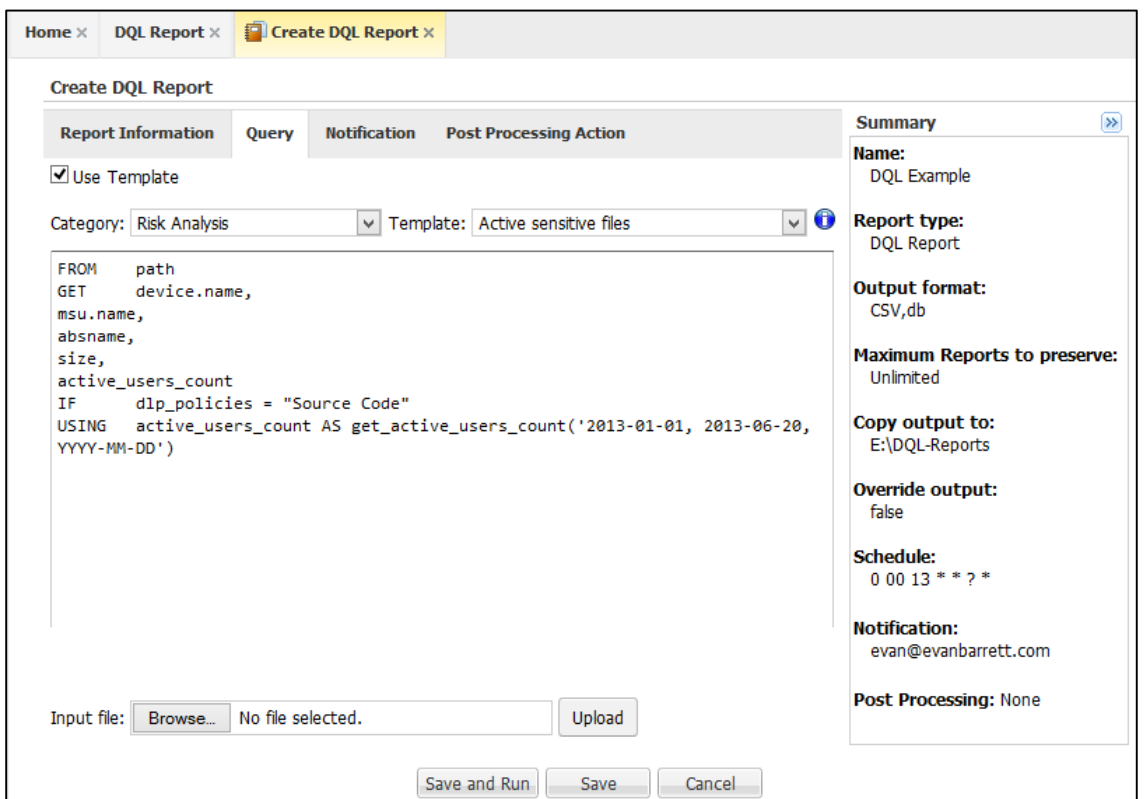 Home × DQL Report × Create DQL Report ×
Create DQL Report
Report Information Query Notification Post Processing Action
Use Template
Category: Risk Analysis Template: Active sensitive files
FROM path
GET device.name,
msu.name,
absname,
size,
active_users_count
IF dlp_policies = "Source Code"
USING active_users_count AS get_active_users_count('2013-01-01, 2013-06-20,
YYYY-MM-DD')
Input file: Browse... No file selected. Upload
Save and Run Save Cancel
Summary
Name:
DQL Example
Report type:
DQL Report
Output format:
CSV,db
Maximum Reports to preserve:
Unlimited
Copy output to:
E:\DQL-Reports
Override output:
false
Schedule:
0 00 13 * * ? *
Notification:
evan@evanbarrett.com
Post Processing: None